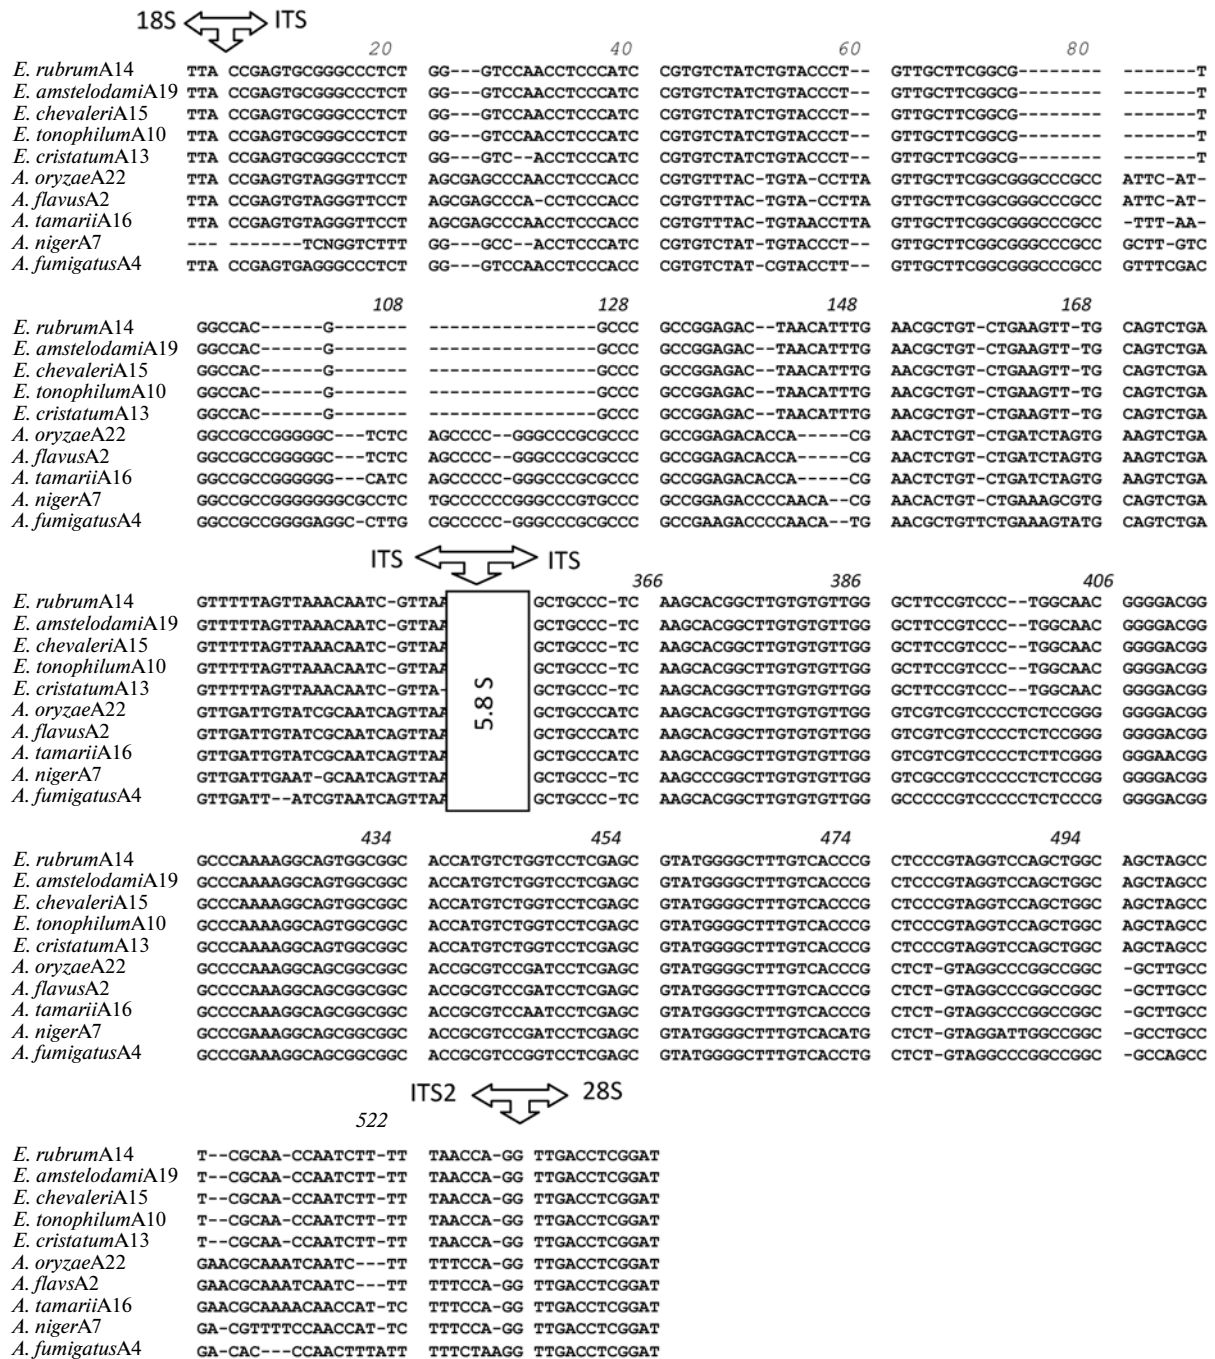 18S ITS
20 40 60 80
E. rubrumA14 TTA CCGAGTGCGGGCCCTCT GG---GTCCAACCTCCCATC CGTGTCTATCTGTACCCT-- GTTGCTTCGGCG-------- -------T
E. amstelodamiA19 TTA CCGAGTGCGGGCCCTCT GG---GTCCAACCTCCCATC CGTGTCTATCTGTACCCT-- GTTGCTTCGGCG-------- -------T
E. chevaleriA15 TTA CCGAGTGCGGGCCCTCT GG---GTCCAACCTCCCATC CGTGTCTATCTGTACCCT-- GTTGCTTCGGCG-------- -------T
E. tonophilumA10 TTA CCGAGTGCGGGCCCTCT GG---GTCCAACCTCCCATC CGTGTCTATCTGTACCCT-- GTTGCTTCGGCG-------- -------T
E. cristatumA13 TTA CCGAGTGCGGGCCCTCT GG---GTC--ACCTCCCATC CGTGTCTATCTGTACCCT-- GTTGCTTCGGCG-------- -------T
A. oryzaeA22 TTA CCGAGTGTAGGGTTCCT AGCGAGCCCAACCTCCCACC CGTGTTTAC-TGTA-CCTTA GTTGCTTCGGCGGGCCCGCC ATTC-AT-
A. flavusA2 TTA CCGAGTGTAGGGTTCCT AGCGAGCCCA-CCTCCCACC CGTGTTTAC-TGTA-CCTTA GTTGCTTCGGCGGGCCCGCC ATTC-AT-
A. tamariiA16 TTA CCGAGTGTAGGGTTCCT AGCGAGCCCAACCTCCCACC CGTGTTTAC-TGTAACCTTA GTTGCTTCGGCGGGCCCGCC -TTT-AA-
A. nigerA7 --- --------TCNGGTCTTT GG---GCC--ACCTCCCATC CGTGTCTAT-TGTACCCT-- GTTGCTTCGGCGGGCCCGCC GCTT-GTC
A. fumigatusA4 TTA CCGAGTGAGGGCCCTCT GG---GTCCAACCTCCCACC CGTGTCTAT-CGTACCTT-- GTTGCTTCGGCGGGCCCGCC GTTTCGAC
108 128 148 168
E. rubrumA14 GGCCAC------G------- ----------------GCCC GCCGGAGAC--TAACATTTG AACGCTGT-CTGAAGTT-TG CAGTCTGA
E. amstelodamiA19 GGCCAC------G------- ----------------GCCC GCCGGAGAC--TAACATTTG AACGCTGT-CTGAAGTT-TG CAGTCTGA
E. chevaleriA15 GGCCAC------G------- ----------------GCCC GCCGGAGAC--TAACATTTG AACGCTGT-CTGAAGTT-TG CAGTCTGA
E. tonophilumA10 GGCCAC------G------- ----------------GCCC GCCGGAGAC--TAACATTTG AACGCTGT-CTGAAGTT-TG CAGTCTGA
E. cristatumA13 GGCCAC------G------- ----------------GCCC GCCGGAGAC--TAACATTTG AACGCTGT-CTGAAGTT-TG CAGTCTGA
A. oryzaeA22 GGCCGCCGGGGGC---TCTC AGCCCC-GGGCCCGCGCCC GCCGGAGACACCA-----CG AACTCTGT-CTGATCTAGTG AAGTCTGA
A. flavusA2 GGCCGCCGGGGGC---TCTC AGCCCC-GGGCCCGCGCCC GCCGGAGACACCA-----CG AACTCTGT-CTGATCTAGTG AAGTCTGA
A. tamariiA16 GGCCGCCGGGGGG---CATC AGCCCCC-GGGCCCGCGCCC GCCGGAGACACCA-----CG AACTCTGT-CTGATCTAGTG AAGTCTGA
A. nigerA7 GGCCGCCGGGGGGGCGCCTC TGCCCCCCGGGCCCGTGCCC GCCGGAGACCCCAACA--CG AACACTGT-CTGAAAGCGTG CAGTCTGA
A. fumigatusA4 GGCCGCCGGGGAGGC-CTTG CGCCCCC-GGGCCCGCGCCC GCCGAAGACCCCAACA--TG AACGCTGTTCTGAAAGTATG CAGTCTGA
ITS ITS
366 386 406
E. rubrumA14 GTTTTTAGTTAAACAATC-GTTAA GCTGCCC-TC AAGCACGGCTTGTGTGTTGG GCTTCCGTCCC--TGGCAAC GGGGACGG
E. amstelodamiA19 GTTTTTAGTTAAACAATC-GTTAA GCTGCCC-TC AAGCACGGCTTGTGTGTTGG GCTTCCGTCCC--TGGCAAC GGGGACGG
E. chevaleriA15 GTTTTTAGTTAAACAATC-GTTAA GCTGCCC-TC AAGCACGGCTTGTGTGTTGG GCTTCCGTCCC--TGGCAAC GGGGACGG
E. tonophilumA10 GTTTTTAGTTAAACAATC-GTTAA GCTGCCC-TC AAGCACGGCTTGTGTGTTGG GCTTCCGTCCC--TGGCAAC GGGGACGG
E. cristatumA13 GTTTTTAGTTAAACAATC-GTTA- GCTGCCC-TC AAGCACGGCTTGTGTGTTGG GCTTCCGTCCC--TGGCAAC GGGGACGG
A. oryzaeA22 GTTGATTGTATCGCAATCAGTTAA GCTGCCCATC AAGCACGGCTTGTGTGTTGG GTCGTCGTCCCCTCTCCGGG GGGGACGG
A. flavusA2 GTTGATTGTATCGCAATCAGTTAA GCTGCCCATC AAGCACGGCTTGTGTGTTGG GTCGTCGTCCCCTCTCCGGG GGGGACGG
A. tamariiA16 GTTGATTGTATCGCAATCAGTTAA GCTGCCCATC AAGCACGGCTTGTGTGTTGG GTCGTCGTCCCCTCTTCGGG GGGAACGG
A. nigerA7 GTTGATTGAAT-GCAATCAGTTAA GCTGCCC-TC AAGCCCGGCTTGTGTGTTGG GTCGCCGTCCCCCTCTCCGG GGGGACGG
A. fumigatusA4 GTTGATT--ATCGTAATCAGTTAA GCTGCCC-TC AAGCACGGCTTGTGTGTTGG GCCCCCGTCCCCCTCTCCCG GGGGACGG
5.8 S
434 454 474 494
E. rubrumA14 GCCCAAAAGGCAGTGGCGGC ACCATGTCTGGTCCTCGAGC GTATGGGGCTTTGTCACCCG CTCCCGTAGGTCCAGCTGGC AGCTAGCC
E. amstelodamiA19 GCCCAAAAGGCAGTGGCGGC ACCATGTCTGGTCCTCGAGC GTATGGGGCTTTGTCACCCG CTCCCGTAGGTCCAGCTGGC AGCTAGCC
E. chevaleriA15 GCCCAAAAGGCAGTGGCGGC ACCATGTCTGGTCCTCGAGC GTATGGGGCTTTGTCACCCG CTCCCGTAGGTCCAGCTGGC AGCTAGCC
E. tonophilumA10 GCCCAAAAGGCAGTGGCGGC ACCATGTCTGGTCCTCGAGC GTATGGGGCTTTGTCACCCG CTCCCGTAGGTCCAGCTGGC AGCTAGCC
E. cristatumA13 GCCCAAAAGGCAGTGGCGGC ACCATGTCTGGTCCTCGAGC GTATGGGGCTTTGTCACCCG CTCCCGTAGGTCCAGCTGGC AGCTAGCC
A. oryzaeA22 GCCCCAAAGGCAGCGGCGGC ACCGCGTCCGATCCTCGAGC GTATGGGGCTTTGTCACCCG CTCT-GTAGGCCCGGCCGGC -GCTTGCC
A. flavusA2 GCCCCAAAGGCAGCGGCGGC ACCGCGTCCGATCCTCGAGC GTATGGGGCTTTGTCACCCG CTCT-GTAGGCCCGGCCGGC -GCTTGCC
A. tamariiA16 GCCCCAAAGGCAGCGGCGGC ACCGCGTCCAATCCTCGAGC GTATGGGGCTTTGTCACCCG CTCT-GTAGGCCCGGCCGGC -GCTTGCC
A. nigerA7 GCCCGAAAGGCAGCGGCGGC ACCGCGTCCGATCCTCGAGC GTATGGGGCTTTGTCACATG CTCT-GTAGGATTGGCCGGC -GCCTGCC
A. fumigatusA4 GCCCGAAAGGCAGCGGCGGC ACCGCGTCCGGTCCTCGAGC GTATGGGGCTTTGTCACCTG CTCT-GTAGGCCCGGCCGGC -GCCAGCC
ITS2 28S
522
E. rubrumA14 T--CGCAA-CCAATCTT-TT TAACCA-GG TTGACCTCGGAT
E. amstelodamiA19 T--CGCAA-CCAATCTT-TT TAACCA-GG TTGACCTCGGAT
E. chevaleriA15 T--CGCAA-CCAATCTT-TT TAACCA-GG TTGACCTCGGAT
E. tonophilumA10 T--CGCAA-CCAATCTT-TT TAACCA-GG TTGACCTCGGAT
E. cristatumA13 T--CGCAA-CCAATCTT-TT TAACCA-GG TTGACCTCGGAT
A. oryzaeA22 GAACGCAAATCAATC---TT TTTCCA-GG TTGACCTCGGAT
A. flavsA2 GAACGCAAATCAATC---TT TTTCCA-GG TTGACCTCGGAT
A. tamariiA16 GAACGCAAAACAACCAT-TC TTTCCA-GG TTGACCTCGGAT
A. nigerA7 GA-CGTTTTCCAACCAT-TC TTTCCA-GG TTGACCTCGGAT
A. fumigatusA4 GA-CAC---CCAACTTTATT TTTCTAAGG TTGACCTCGGAT